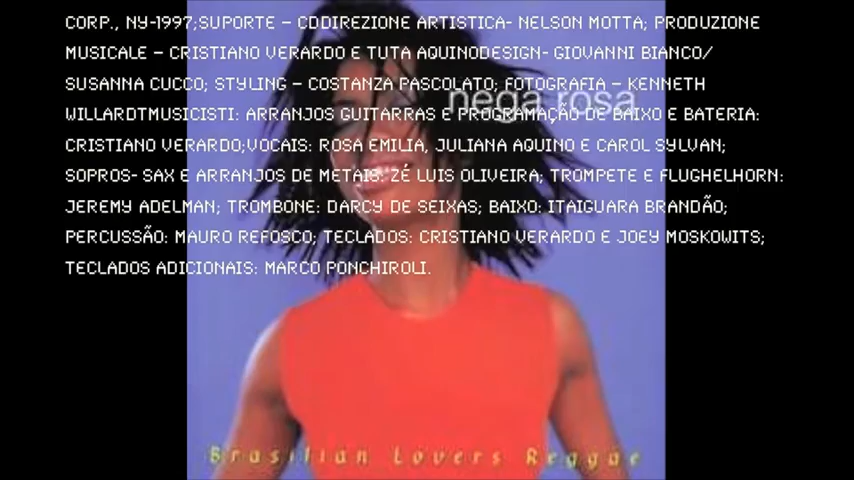 CORP., NY-1997;SUPORTE – CDDIREZIONE ARTISTICA- NELSON MOTTA; PRODUZIONE
MUSICALE – CRISTIANO VERARDO E TUTA AQUINODESIGN- GIOVANNI BIANCO/
SUSANNA CUCCO; STYLING – COSTANZA PASCOLATO; FOTOGRAFIA – KENNETH
nega rosa
WILLARDTMUSICISTI: ARRANJOS GUITARRAS E PROGRAMAÇÃO DE BAIXO E BATERIA:
CRISTIANO VERARDO;VOCAIS: ROSA EMILIA, JULIANA AQUINO E CAROL SYLVAN;
SOPROS- SAX E ARRANJOS DE METAIS: ZÉ LUIS OLIVEIRA; TROMPETE E FLUGHELHORN:
JEREMY ADELMAN; TROMBONE: DARCY DE SEIXAS; BAIXO: ITAIGUARA BRANDÃO;
PERCUSSÃO: MAURO REFOSCO; TECLADOS: CRISTIANO VERARDO E JOEY MOSKOWITS;
TECLADOS ADICIONAIS: MARCO PONCHIROLI.
Brasilian Lovers Reggae